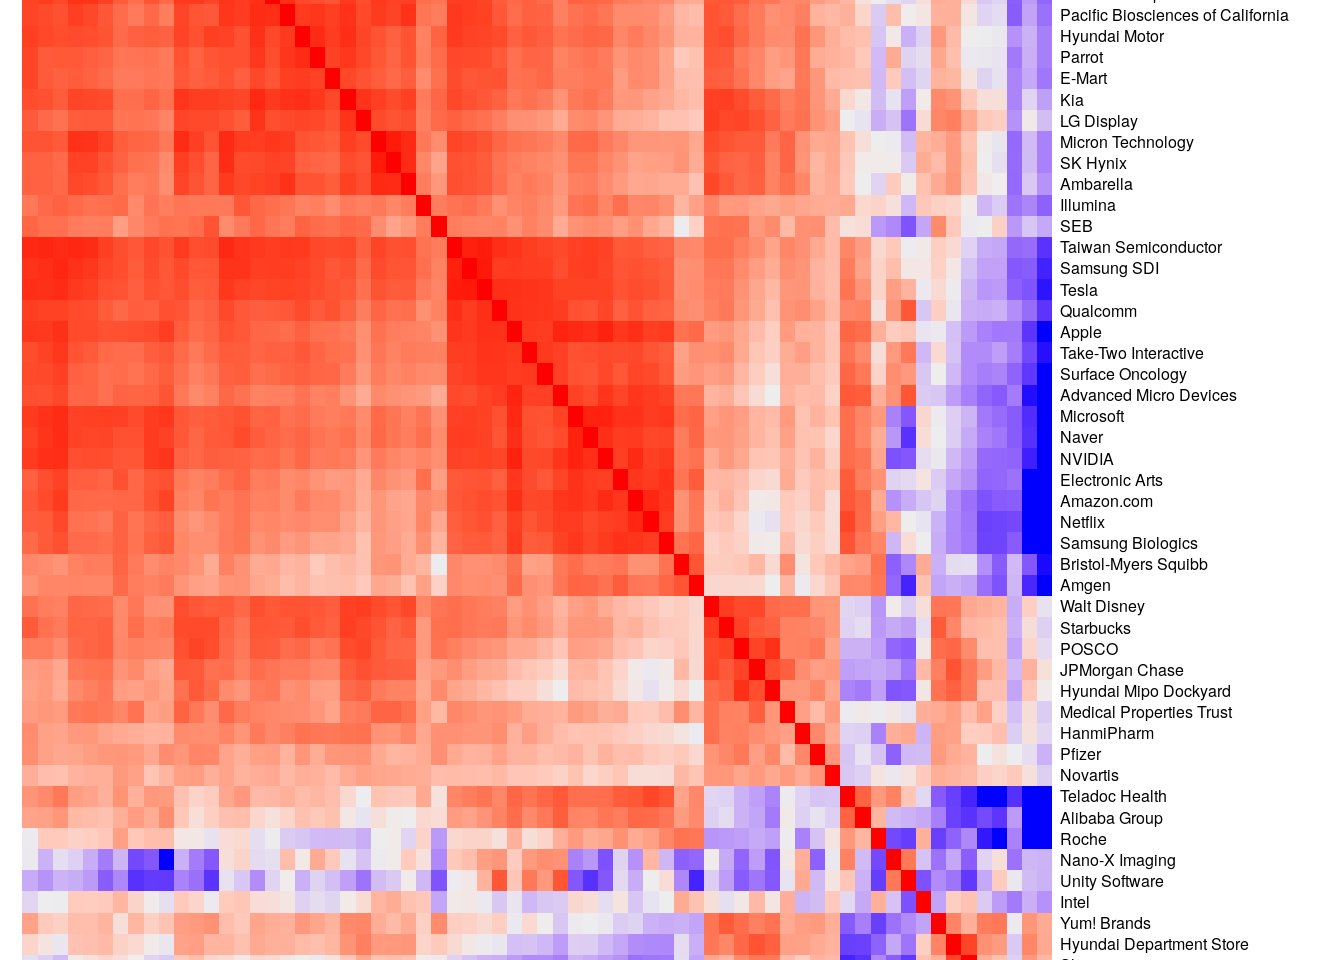 Pacific Biosciences of California
Hyundai Motor
Parrot
E-Mart
Kia
LG Display
Micron Technology
SK Hynix
Ambarella
Illumina
SEB
Taiwan Semiconductor
Samsung SDI
Tesla
Qualcomm
Apple
Take-Two Interactive
Surface Oncology
Advanced Micro Devices
Microsoft
Naver
NVIDIA
Electronic Arts
Amazon.com
Netflix
Samsung Biologics
Bristol-Myers Squibb
Amgen
Walt Disney
Starbucks
POSCO
JPMorgan Chase
Hyundai Mipo Dockyard
Medical Properties Trust
HanmiPharm
Pfizer
Novartis
Teladoc Health
Alibaba Group
Roche
Nano-X Imaging
Unity Software
Intel
Yum! Brands
Hyundai Department Store